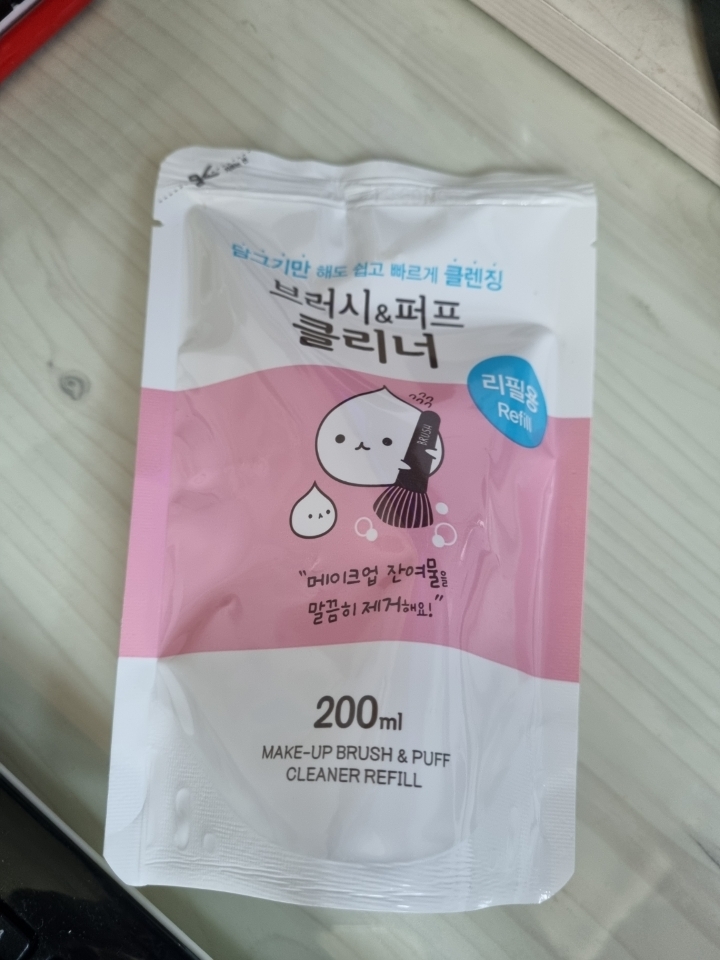 담그기만 해도 쉽고 빠르게 클렌징
브러시&퍼프
클리너
리필용
Refill
BRUSH
"메이크업 잔여물을
말끔히 제거해요!"
200ml
MAKE-UP BRUSH & PUFF
CLEANER REFILL